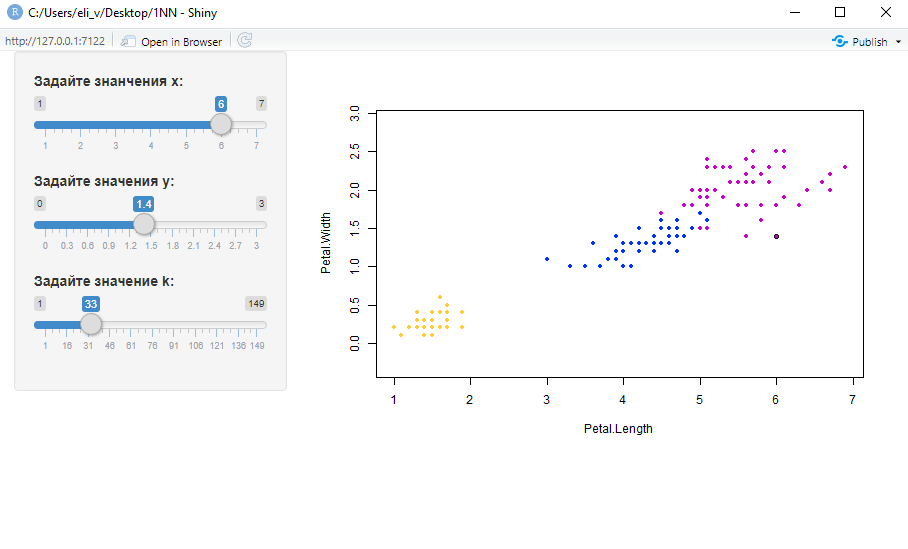 C:/Users/eli_v/Desktop/1NN - Shiny
http://127.0.0.1:7122 Open in Browser Publish
Задайте знанчения x:
1 6 7
1 2 3 4 5 6 7
Задайте значения y:
0 1.4 3
0 0.3 0.6 0.9 1.2 1.5 1.8 2.1 2.4 2.7 3
Задайте значение k:
1 33 149
1 16 31 46 61 76 91 106 121 136 149
Petal.Width
3.0
2.5
2.0
1.5
1.0
0.5
0.0
1 2 3 4 5 6 7
Petal.Length